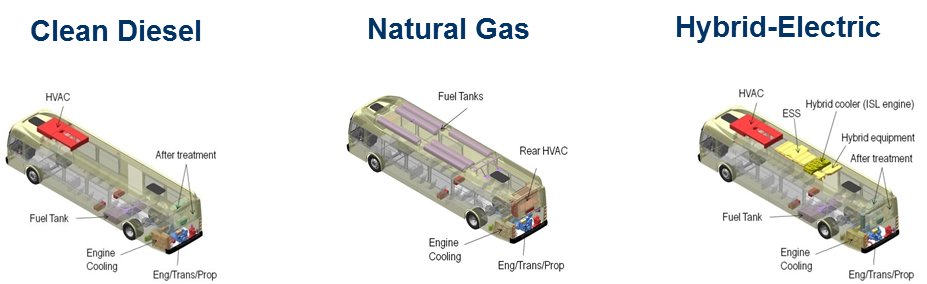 Clean Diesel
HVAC
After treatment
Fuel Tank
Engine
Cooling
Eng/Trans/Prop
Natural Gas
Fuel Tanks
Rear HVAC
Engine
Cooling
Eng/Trans/Prop
Hybrid-Electric
HVAC
ESS
Hybrid cooler (ISL engine)
Hybrid equipment
After treatment
Fuel Tank
Engine
Cooling
Eng/Trans/Prop